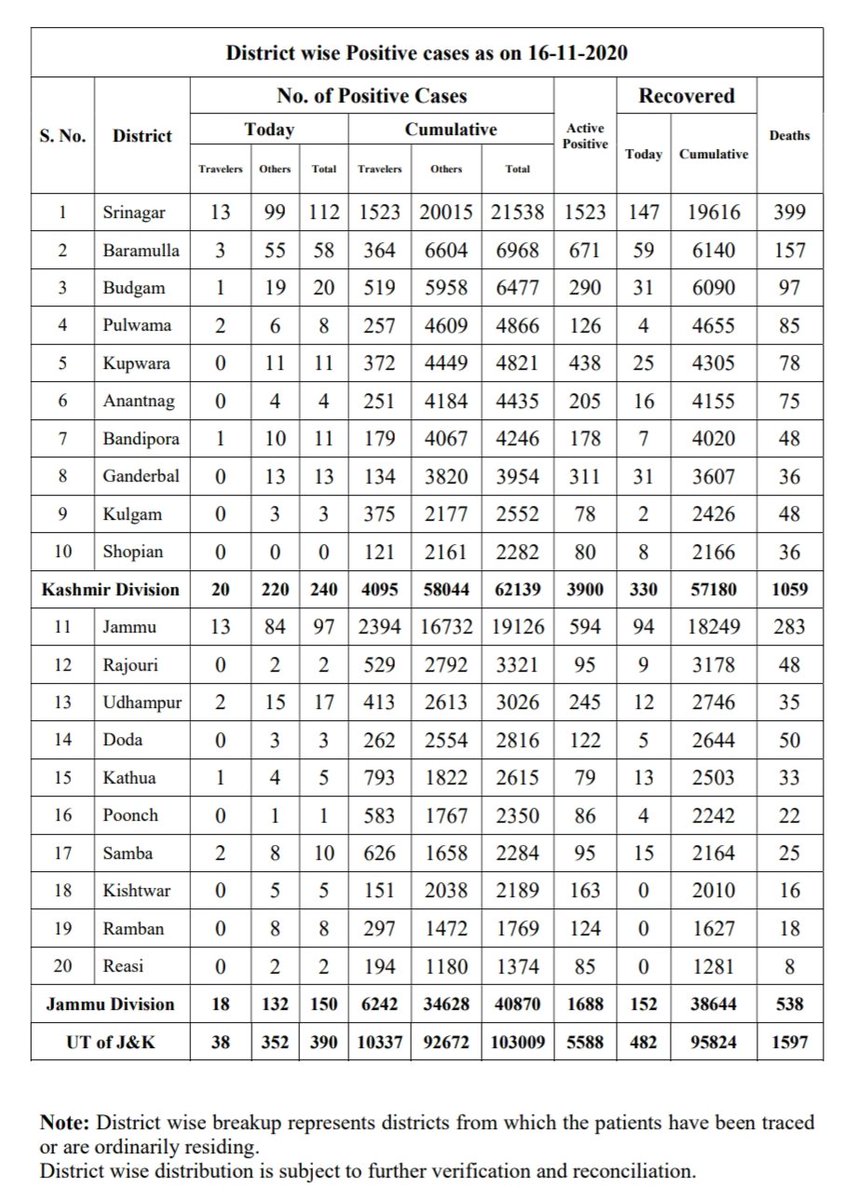 District wise Positive cases as on 16-11-2020
S. No. District No. of Positive Cases Active Positive Recovered Deaths
Today Cumulative Today Cumulative
Travelers Others Total Travelers Others Total
1 Srinagar 13 99 112 1523 20015 21538 1523 147 19616 399
2 Baramulla 3 55 58 364 6604 6968 671 59 6140 157
3 Budgam 1 19 20 519 5958 6477 290 31 6090 97
4 Pulwama 2 6 8 257 4609 4866 126 4 4655 85
5 Kupwara 0 11 11 372 4449 4821 438 25 4305 78
6 Anantnag 0 4 4 251 4184 4435 205 16 4155 75
7 Bandipora 1 10 11 179 4067 4246 178 7 4020 48
8 Ganderbal 0 13 13 134 3820 3954 311 31 3607 36
9 Kulgam 0 3 3 375 2177 2552 78 2 2426 48
10 Shopian 0 0 0 121 2161 2282 80 8 2166 36
Kashmir Division 20 220 240 4095 58044 62139 3900 330 57180 1059
11 Jammu 13 84 97 2394 16732 19126 594 94 18249 283
12 Rajouri 0 2 2 529 2792 3321 95 9 3178 48
13 Udhampur 2 15 17 413 2613 3026 245 12 2746 35
14 Doda 0 3 3 262 2554 2816 122 5 2644 50
15 Kathua 1 4 5 793 1822 2615 79 13 2503 33
16 Poonch 0 1 1 583 1767 2350 86 4 2242 22
17 Samba 2 8 10 626 1658 2284 95 15 2164 25
18 Kishtwar 0 5 5 151 2038 2189 163 0 2010 16
19 Ramban 0 8 8 297 1472 1769 124 0 1627 18
20 Reasi 0 2 2 194 1180 1374 85 0 1281 8
Jammu Division 18 132 150 6242 34628 40870 1688 152 38644 538
UT of J&K 38 352 390 10337 92672 103009 5588 482 95824 1597
Note: District wise breakup represents districts from which the patients have been traced
or are ordinarily residing.
District wise distribution is subject to further verification and reconciliation.